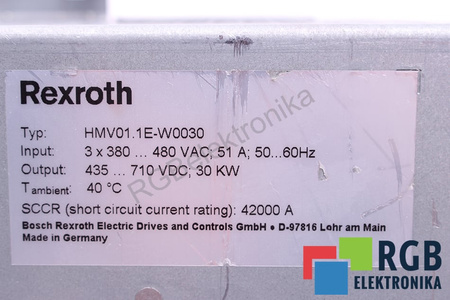 Rexroth
Typ: HMV01.1E-W0030
Input: 3 x 380 ... 480 VAC; 51 A; 50...60Hz
Output: 435 ... 710 VDC; 30 KW
Tambient: 40 °C
SCCR (short circuit current rating): 42000 A
Bosch Rexroth Electric Drives and Controls GmbH • D-97816 Lohr am Main
Made in Germany
RGBelektronika
RGB
ELEKTRONIKA